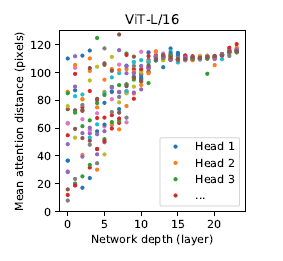 ViT-L/16
Mean attention distance (pixels)
120
100
80
60
40
20
0
0 5 10 15 20
Network depth (layer)
Head 1
Head 2
Head 3
...